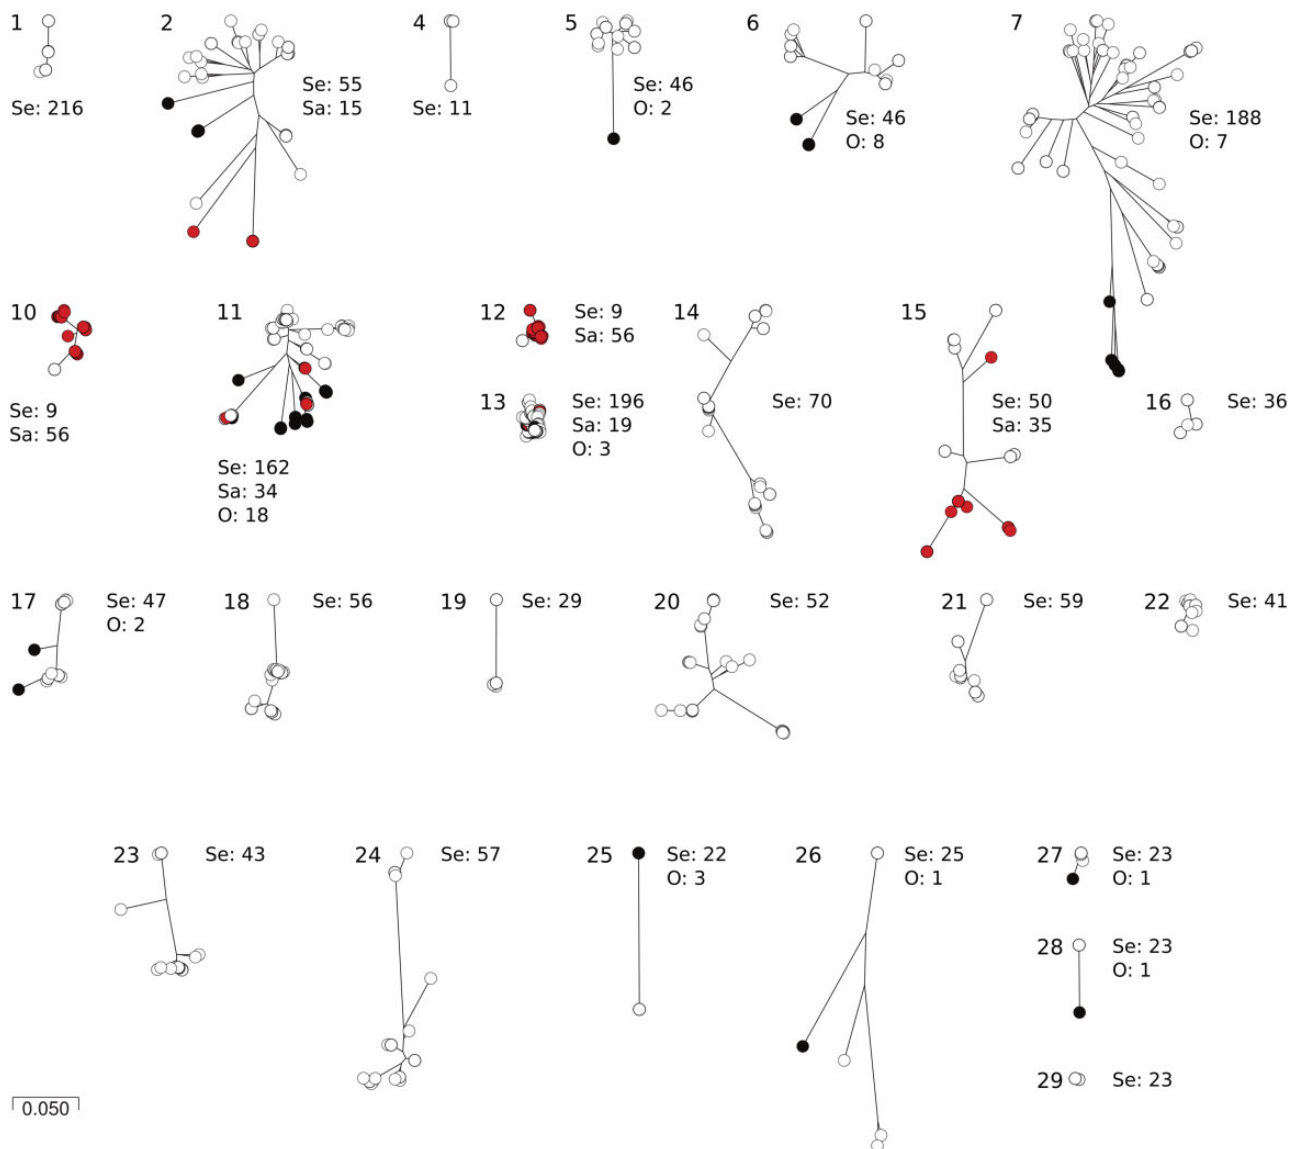 1
Se: 216
2
Se: 55
Sa: 15
4
Se: 11
5
Se: 46
O: 2
6
Se: 46
O: 8
7
Se: 188
O: 7
10
Se: 9
Sa: 56
11
Se: 162
Sa: 34
O: 18
12
Se: 9
Sa: 56
13
Se: 196
Sa: 19
O: 3
14
Se: 70
15
Se: 50
Sa: 35
16
Se: 36
17
Se: 47
O: 2
18
Se: 56
19
Se: 29
20
Se: 52
21
Se: 59
22
Se: 41
23
Se: 43
24
Se: 57
25
Se: 22
O: 3
26
Se: 25
O: 1
27
Se: 23
O: 1
28
Se: 23
O: 1
29
Se: 23
0.050